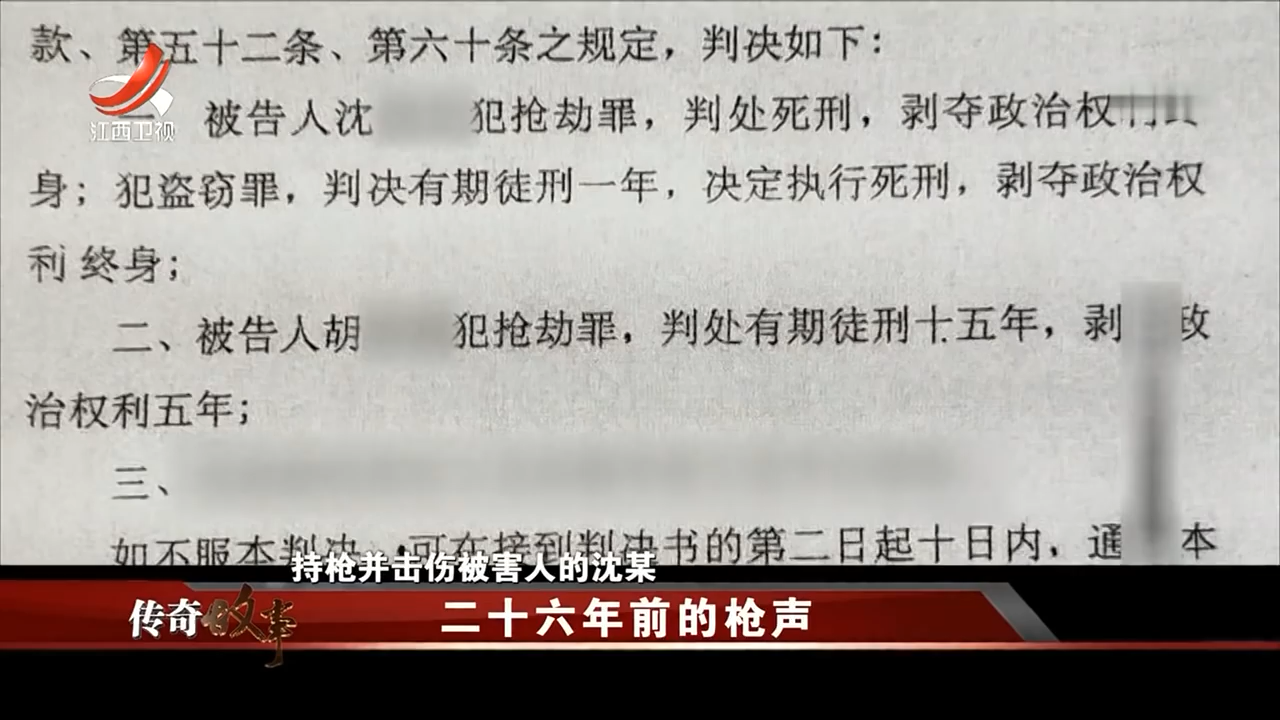 款、第五十二条、第六十条之规定，判决如下：
江西卫视
被告人沈 犯抢劫罪，判处死刑，剥夺政治权
身；犯盗窃罪，判决有期徒刑一年，决定执行死刑，剥夺政治权
利终身；
二、被告人胡 犯抢劫罪，判处有期徒刑十五年，剥 政
治权利五年；
三、
如不服本判决，可在接到判决书的第二日起十日内，通 本
持枪并击伤被害人的沈某
传奇故事
二十六年前的枪声